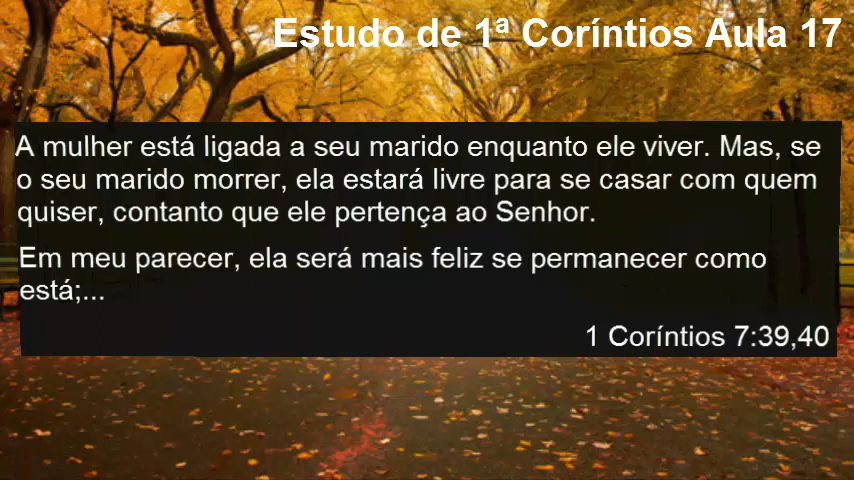 Estudo de 1ª Coríntios Aula 17
A mulher está ligada a seu marido enquanto ele viver. Mas, se
o seu marido morrer, ela estará livre para se casar com quem
quiser, contanto que ele pertença ao Senhor.
Em meu parecer, ela será mais feliz se permanecer como
está;...
1 Coríntios 7:39,40